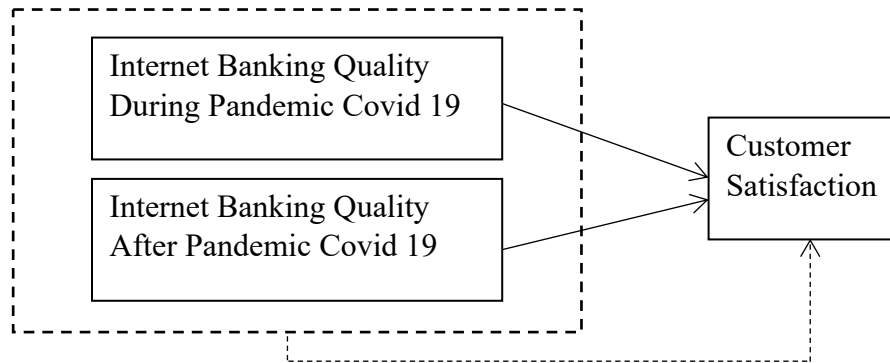 Internet Banking Quality
During Pandemic Covid 19
Customer
Satisfaction
Internet Banking Quality
After Pandemic Covid 19